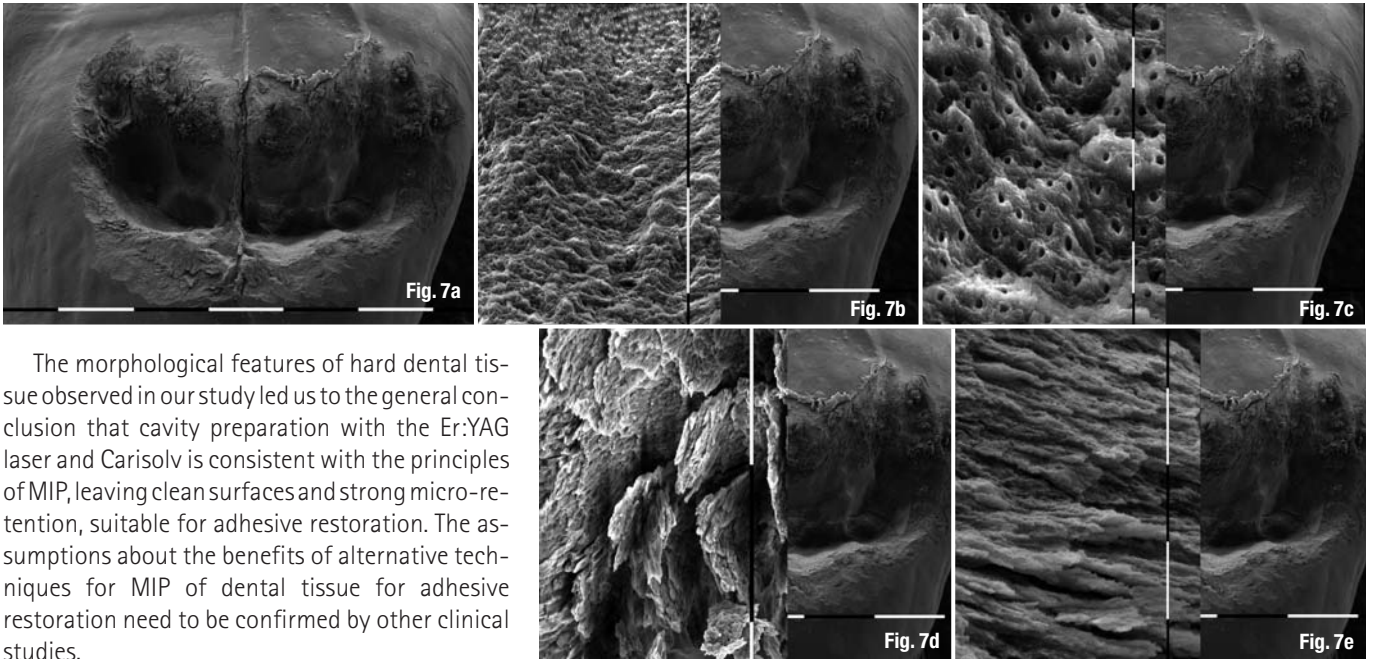 Fig. 7a
Fig. 7b
Fig. 7c
The morphological features of hard dental tis-
sue observed in our study led us to the general con-
clusion that cavity preparation with the Er:YAG
laser and Carisolv is consistent with the principles
of MIP, leaving clean surfaces and strong micro-re-
tention, suitable for adhesive restoration. The as-
sumptions about the benefits of alternative tech-
niques for MIP of dental tissue for adhesive
restoration need to be confirmed by other clinical
studies.
Fig. 7d
Fig. 7e